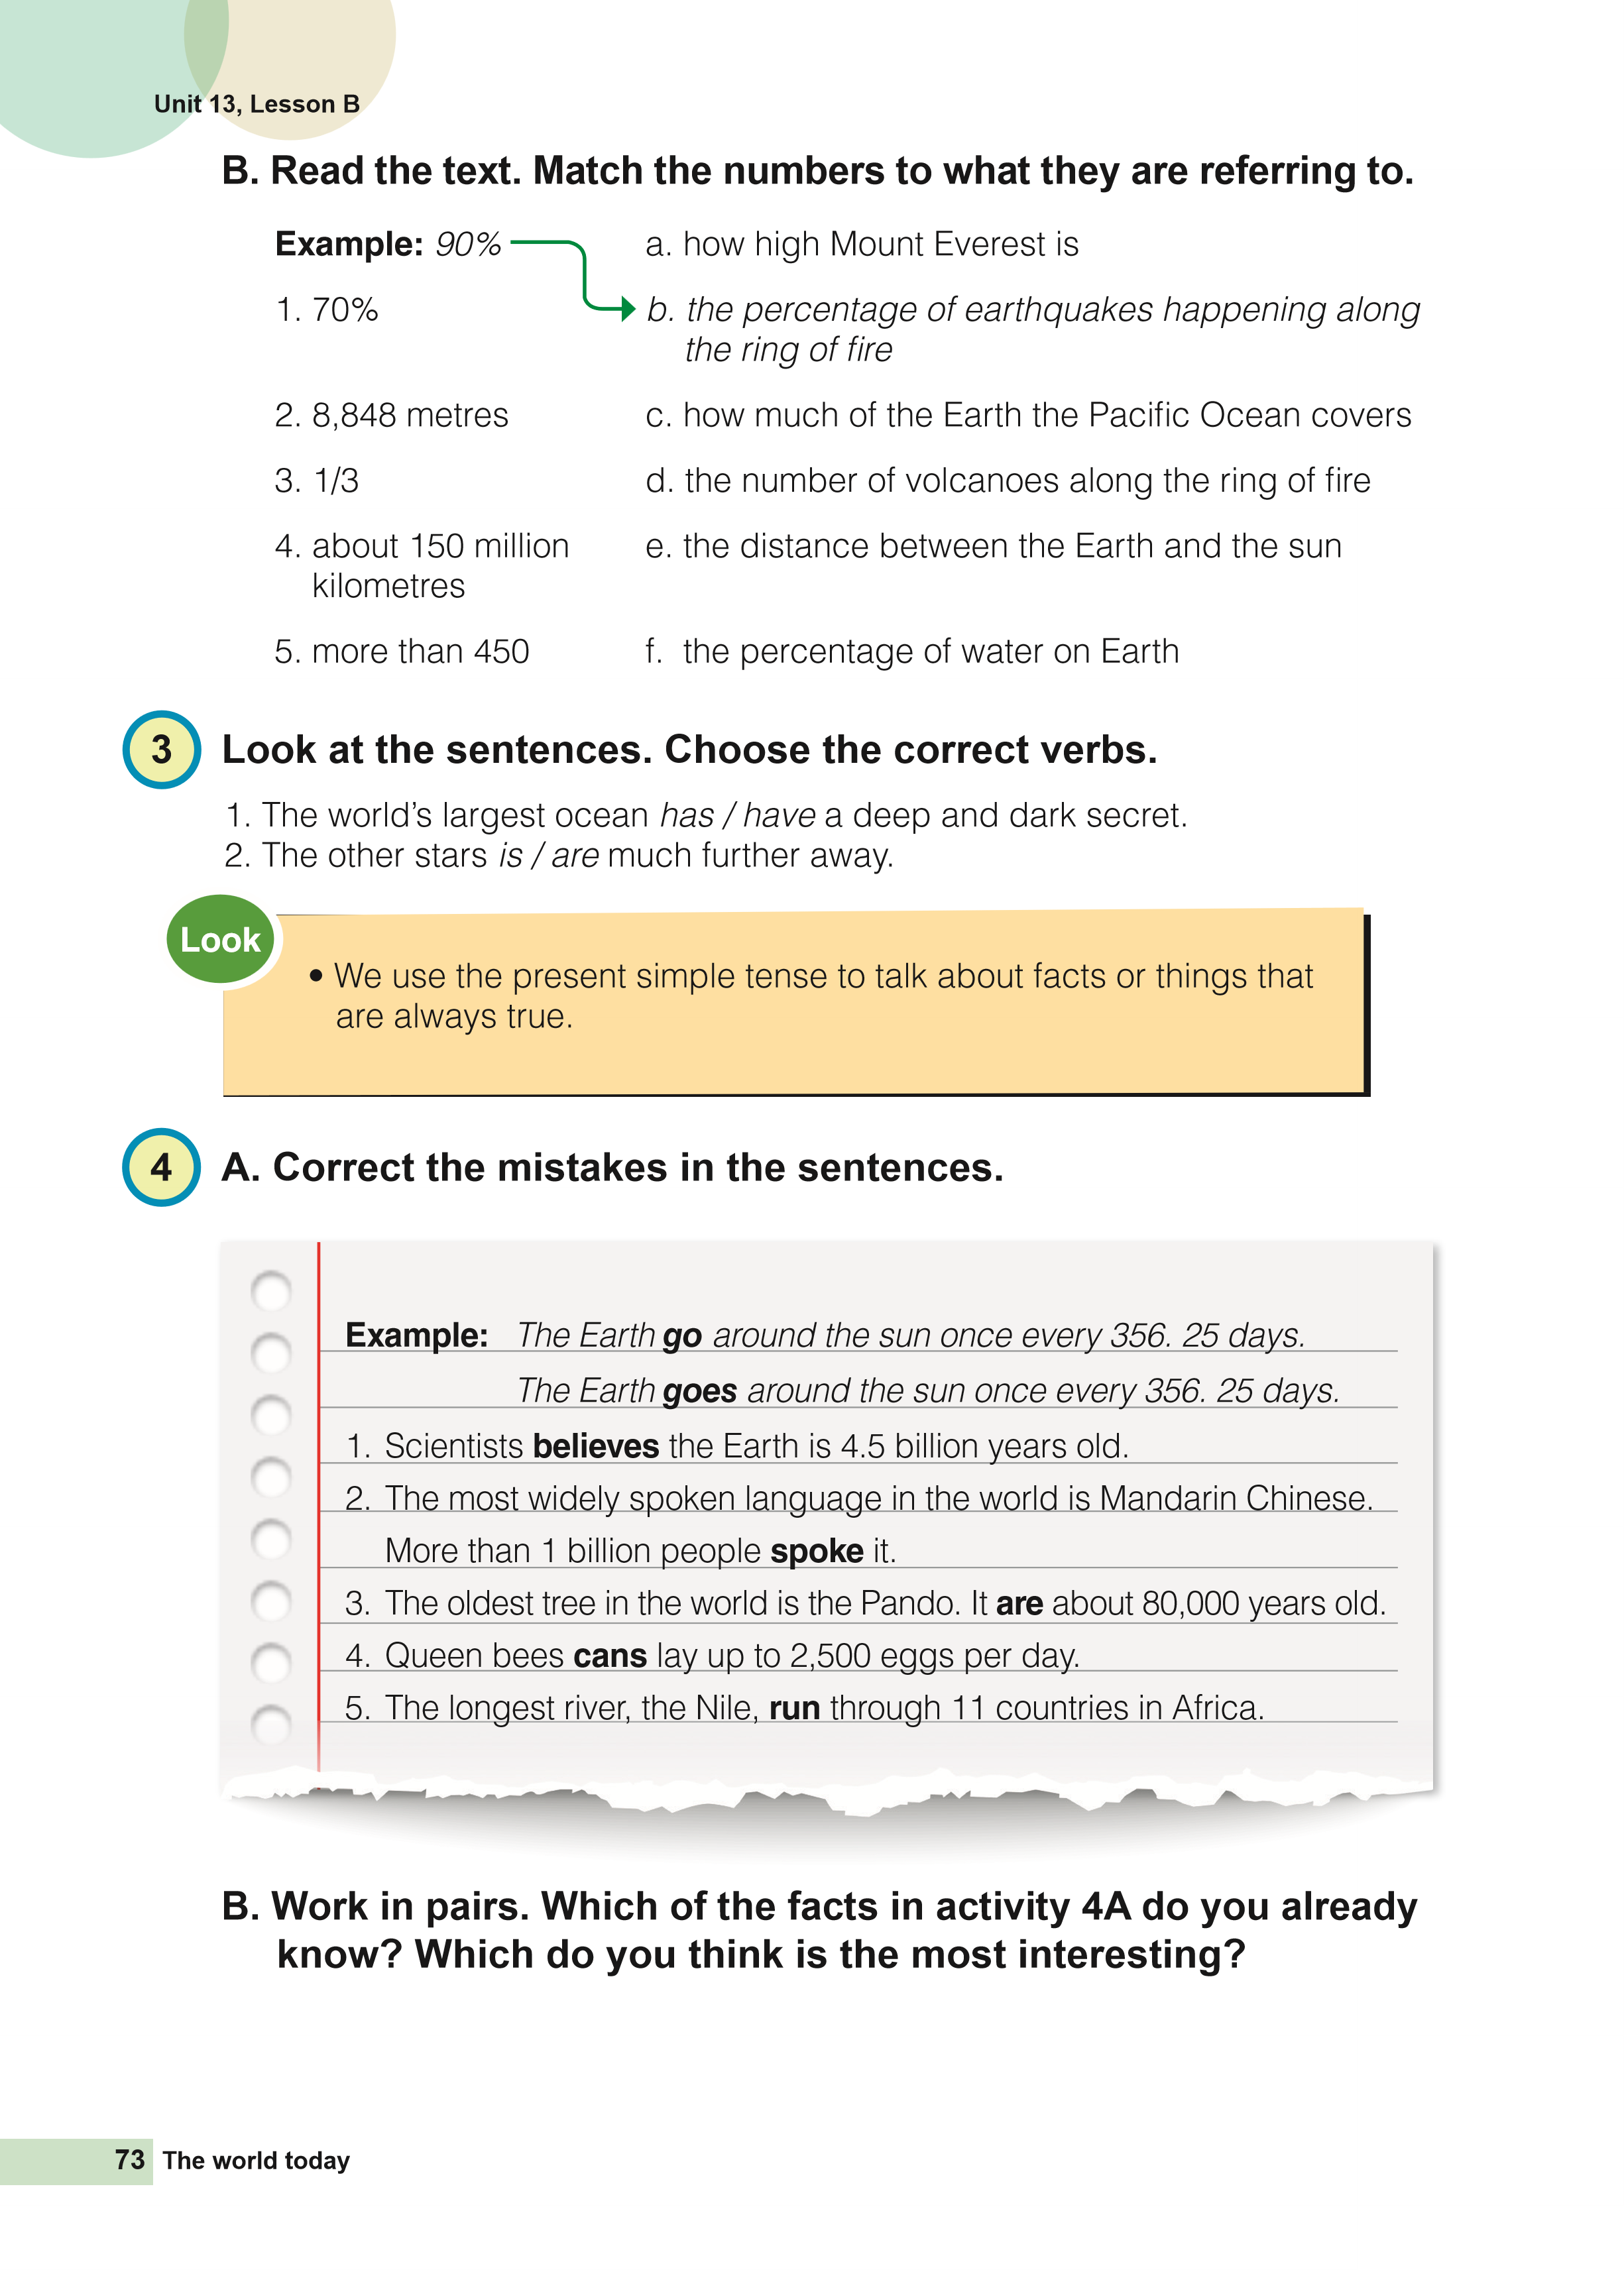 Unit 13, Lesson B
B. Read the text. Match the numbers to what they are referring to.
Example: 90%
a. how high Mount Everest is
1. 70%
b. the percentage of earthquakes happening along
the ring of fire
2. 8,848 metres
c. how much of the Earth the Pacific Ocean covers
3. 1/3
d. the number of volcanoes along the ring of fire
4. about 150 million
kilometres
e. the distance between the Earth and the sun
5. more than 450
f. the percentage of water on Earth
3 Look at the sentences. Choose the correct verbs.
1. The world's largest ocean has / have a deep and dark secret.
2. The other stars is / are much further away.
Look
• We use the present simple tense to talk about facts or things that
are always true.
4 A. Correct the mistakes in the sentences.
Example: The Earth go around the sun once every 356. 25 days.
The Earth goes around the sun once every 356. 25 days.
1. Scientists believes the Earth is 4.5 billion years old.
2. The most widely spoken language in the world is Mandarin Chinese.
More than 1 billion people spoke it.
3. The oldest tree in the world is the Pando. It are about 80,000 years old.
4. Queen bees cans lay up to 2,500 eggs per day.
5. The longest river, the Nile, run through 11 countries in Africa.
B. Work in pairs. Which of the facts in activity 4A do you already
know? Which do you think is the most interesting?
73 The world today